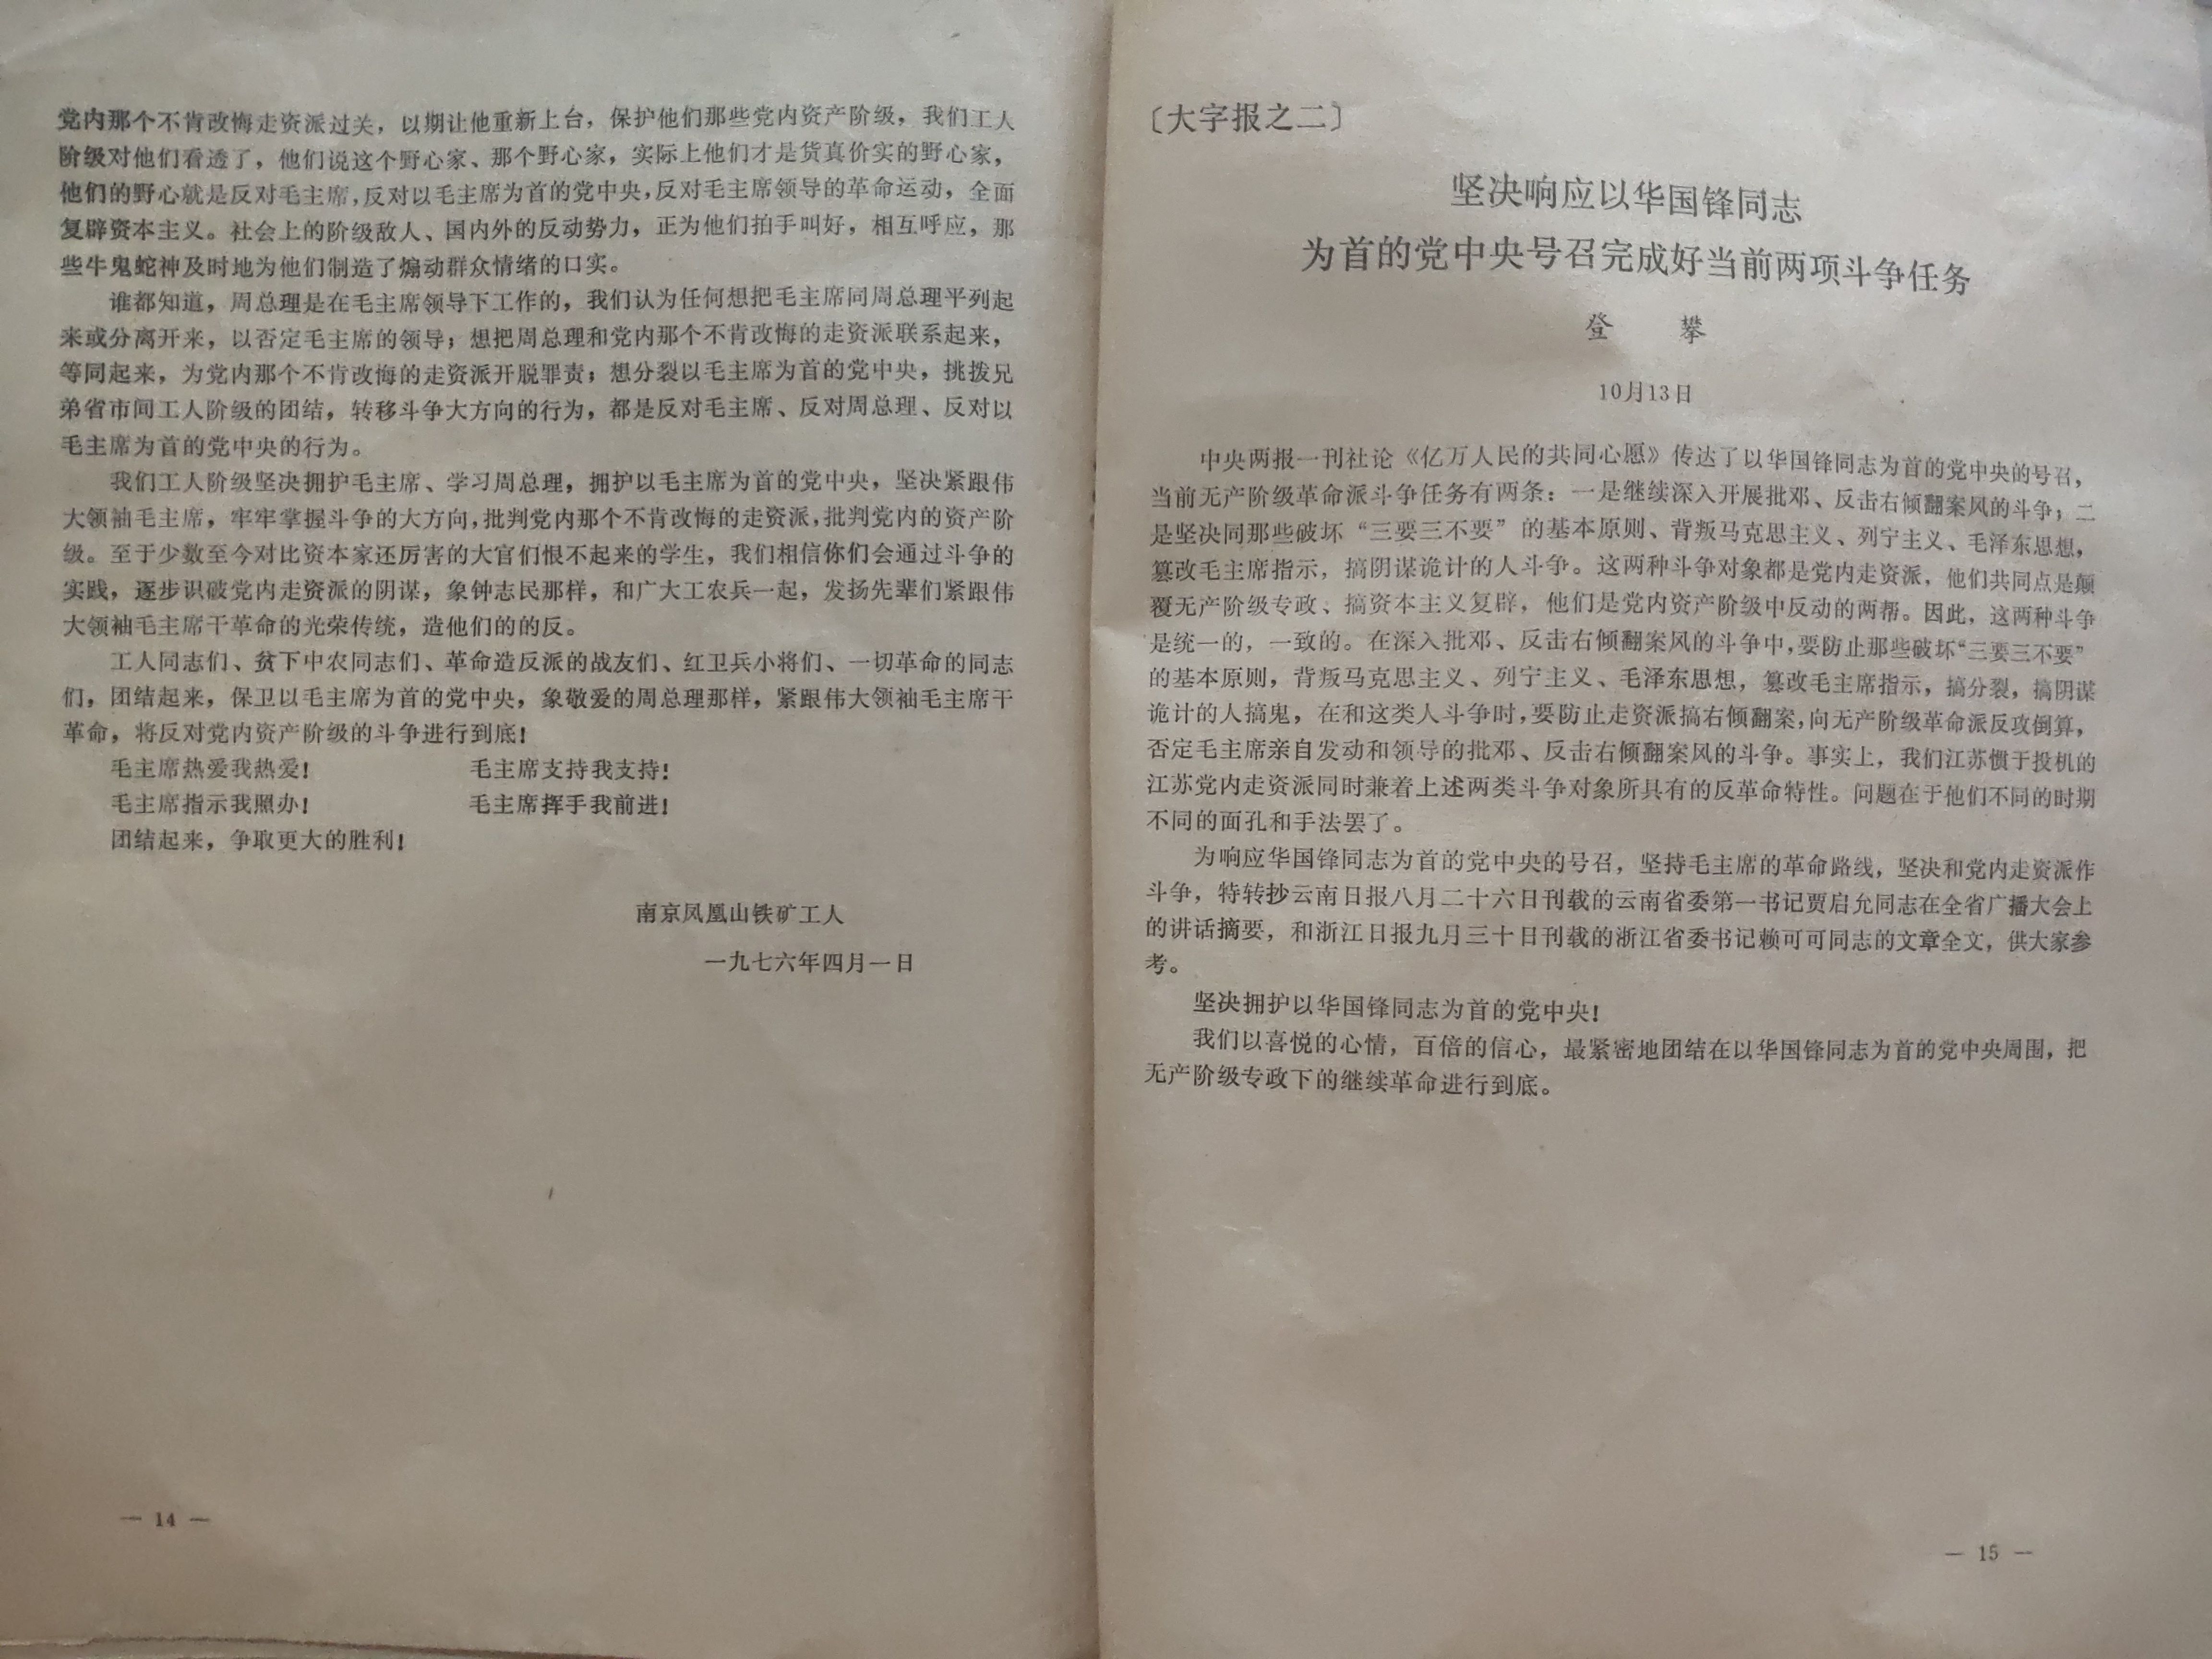 党内那个不肯改悔走资派过关，以期让他重新上台，保护他们那些党内资产阶级，我们工人
阶级对他们看透了，他们说这个野心家、那个野心家，实际上他们才是货真价实的野心家，
他们的野心就是反对毛主席，反对以毛主席为首的党中央，反对毛主席领导的革命运动，全面
复辟资本主义。社会上的阶级敌人、国内外的反动势力，正为他们拍手叫好，相互呼应，那
些牛鬼蛇神及时地为他们制造了煽动群众情绪的口实。
谁都知道，周总理是在毛主席领导下工作的，我们认为任何想把毛主席同周总理平列起
来或分离开来，以否定毛主席的领导；想把周总理和党内那个不肯改悔的走资派联系起来，
等同起来，为党内那个不肯改悔的走资派开脱罪责；想分裂以毛主席为首的党中央，挑拨兄
弟省市间工人阶级的团结，转移斗争大方向的行为，都是反对毛主席、反对周总理、反对以
毛主席为首的党中央的行为。
我们工人阶级坚决拥护毛主席、学习周总理，拥护以毛主席为首的党中央，坚决紧跟伟
大领袖毛主席，牢牢掌握斗争的大方向，批判党内那个不肯改悔的走资派，批判党内的资产阶
级。至于少数至今对比资本家还厉害的大官们恨不起来的学生，我们相信你们会通过斗争的
实践，逐步识破党内走资派的阴谋，象钟志民那样，和广大工农兵一起，发扬先辈们紧跟伟
大领袖毛主席干革命的光荣传统，造他们的的反。
工人同志们、贫下中农同志们、革命造反派的战友们、红卫兵小将们、一切革命的同志
们，团结起来，保卫以毛主席为首的党中央，象敬爱的周总理那样，紧跟伟大领袖毛主席干
革命，将反对党内资产阶级的斗争进行到底！
毛主席热爱我热爱！ 毛主席支持我支持！
毛主席指示我照办！ 毛主席挥手我前进！
团结起来，争取更大的胜利！
南京凤凰山铁矿工人
一九七六年四月一日
— 14 —
〔大字报之二〕
坚决响应以华国锋同志
为首的党中央号召完成好当前两项斗争任务
登 攀
10月13日
中央两报一刊社论《亿万人民的共同心愿》传达了以华国锋同志为首的党中央的号召，
当前无产阶级革命派斗争任务有两条：一是继续深入开展批邓、反击右倾翻案风的斗争；二
是坚决同那些破坏“三要三不要”的基本原则、背叛马克思主义、列宁主义、毛泽东思想，
篡改毛主席指示，搞阴谋诡计的人斗争。这两种斗争对象都是党内走资派，他们共同点是颠
覆无产阶级专政、搞资本主义复辟，他们是党内资产阶级中反动的两帮。因此，这两种斗争
是统一的，一致的。在深入批邓、反击右倾翻案风的斗争中，要防止那些破坏“三要三不要”
的基本原则，背叛马克思主义、列宁主义、毛泽东思想，篡改毛主席指示，搞分裂，搞阴谋
诡计的人搞鬼，在和这类人斗争时，要防止走资派搞右倾翻案，向无产阶级革命派反攻倒算，
否定毛主席亲自发动和领导的批邓、反击右倾翻案风的斗争。事实上，我们江苏惯于投机的
江苏党内走资派同时兼着上述两类斗争对象所具有的反革命特性。问题在于他们不同的时期
不同的面孔和手法罢了。
为响应华国锋同志为首的党中央的号召，坚持毛主席的革命路线，坚决和党内走资派作
斗争，特转抄云南日报八月二十六日刊载的云南省委第一书记贾启允同志在全省广播大会上
的讲话摘要，和浙江日报九月三十日刊载的浙江省委书记赖可可同志的文章全文，供大家参
考。
坚决拥护以华国锋同志为首的党中央！
我们以喜悦的心情，百倍的信心，最紧密地团结在以华国锋同志为首的党中央周围，把
无产阶级专政下的继续革命进行到底。
— 15 —